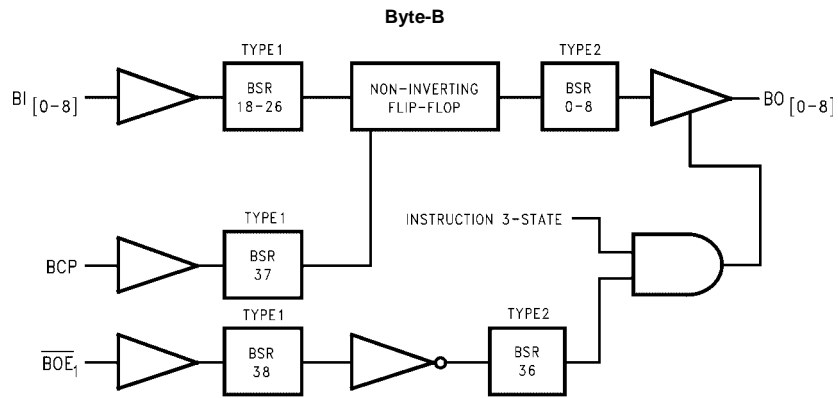 Byte-B
TYPE1
TYPE2
BI [0-8]
BSR
18-26
NON-INVERTING
FLIP-FLOP
BSR
0-8
BO [0-8]
TYPE1
INSTRUCTION 3-STATE
BCP
BSR
37
TYPE1
TYPE2
BOE1
BSR
38
BSR
36